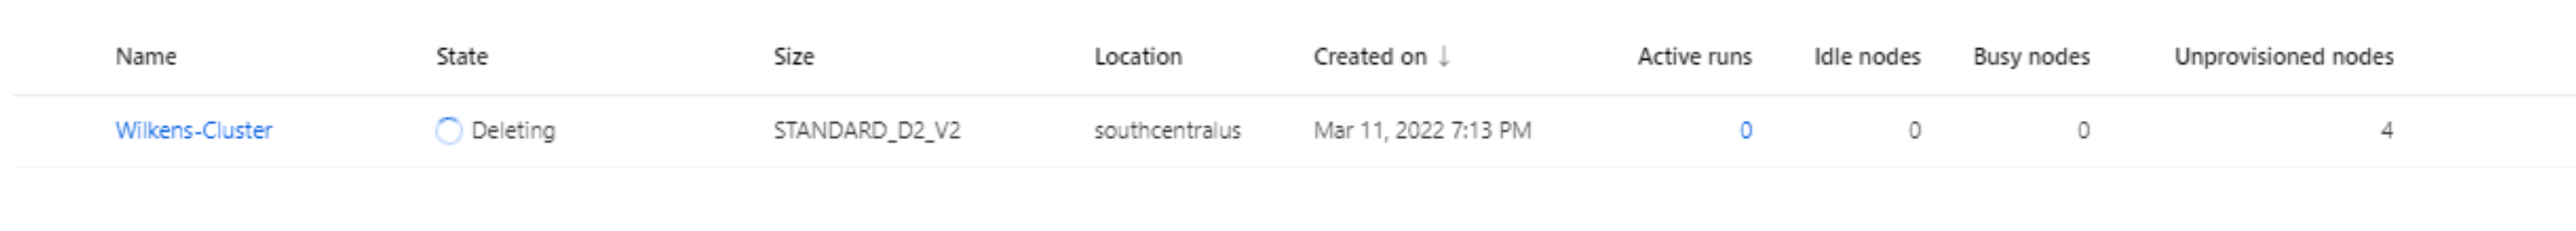 Name State Size Location Created on ↓ Active runs Idle nodes Busy nodes Unprovisioned nodes
Wilkens-Cluster Deleting STANDARD_D2_V2 southcentralus Mar 11, 2022 7:13 PM 0 0 0 4